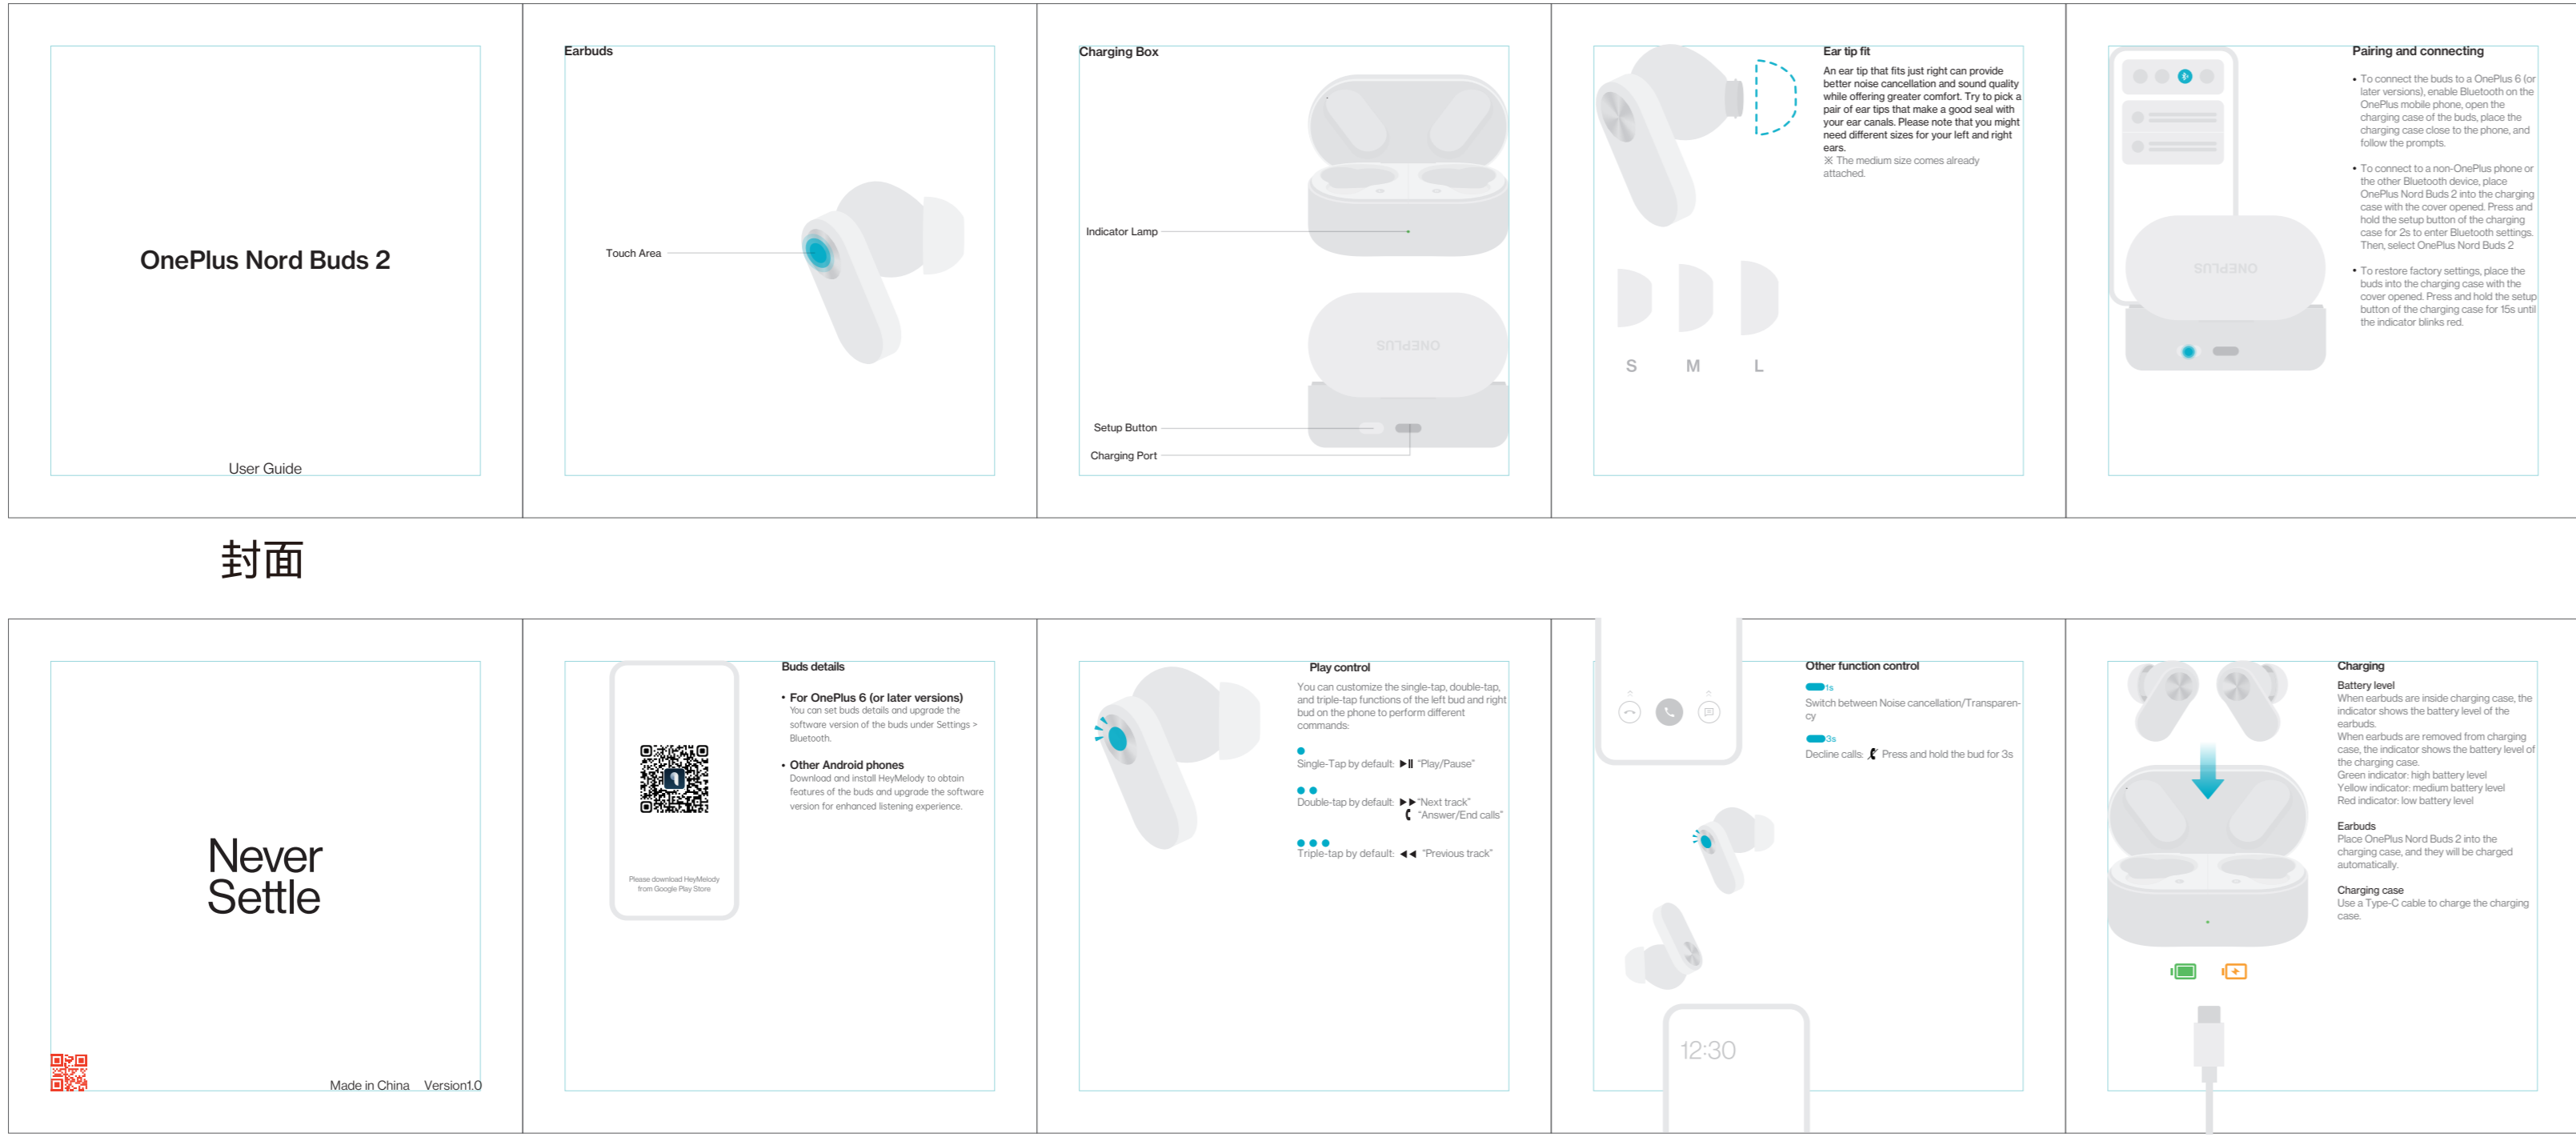 OnePlus Nord Buds 2
User Guide
Earbuds
Touch Area
Charging Box
Indicator Lamp
ONEPLUS
Setup Button
Charging Port
Ear tip fit
An ear tip that fits just right can provide
better noise cancellation and sound quality
while offering greater comfort. Try to pick a
pair of ear tips that make a good seal with
your ear canals. Please note that you might
need different sizes for your left and right
ears.
※ The medium size comes already
attached.
S M L
Pairing and connecting
• To connect the buds to a OnePlus 6 (or
later versions), enable Bluetooth on the
OnePlus mobile phone, open the
charging case of the buds, place the
charging case close to the phone, and
follow the prompts.
• To connect to a non-OnePlus phone or
the other Bluetooth device, place
OnePlus Nord Buds 2 into the charging
case with the cover opened. Press and
hold the setup button of the charging
case for 2s to enter Bluetooth settings.
Then, select OnePlus Nord Buds 2
• To restore factory settings, place the
buds into the charging case with the
cover opened. Press and hold the setup
button of the charging case for 15s until
the indicator blinks red.
ONEPLUS
封面
Never
Settle
Made in China Version1.0
Buds details
• For OnePlus 6 (or later versions)
You can set buds details and upgrade the
software version of the buds under Settings >
Bluetooth.
• Other Android phones
Download and install HeyMelody to obtain
features of the buds and upgrade the software
version for enhanced listening experience.
Please download HeyMelody
from Google Play Store
Play control
You can customize the single-tap, double-tap,
and triple-tap functions of the left bud and right
bud on the phone to perform different
commands:
Single-Tap by default: “Play/Pause”
Double-tap by default: “Next track”
“Answer/End calls”
Triple-tap by default: “Previous track”
Other function control
1s
Switch between Noise cancellation/Transparen-
cy
3s
Decline calls: Press and hold the bud for 3s
12:30
Charging
Battery level
When earbuds are inside charging case, the
indicator shows the battery level of the
earbuds.
When earbuds are removed from charging
case, the indicator shows the battery level of
the charging case.
Green indicator: high battery level
Yellow indicator: medium battery level
Red indicator: low battery level
Earbuds
Place OnePlus Nord Buds 2 into the
charging case, and they will be charged
automatically.
Charging case
Use a Type-C cable to charge the charging
case.